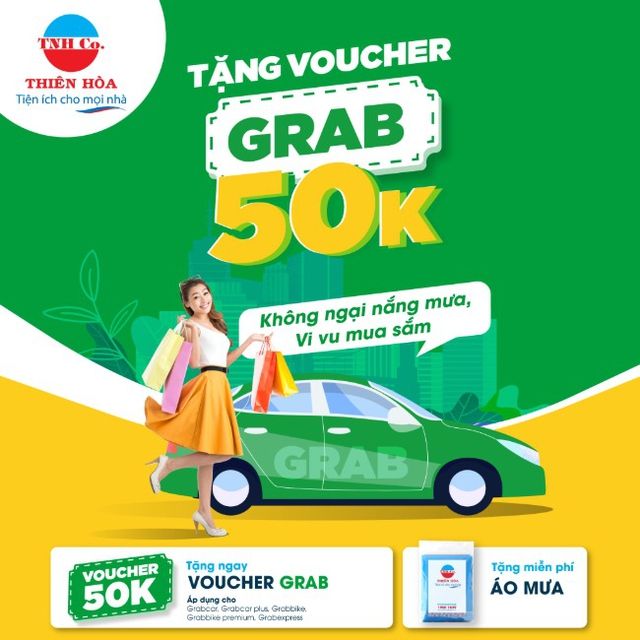 TNH Co.
THIÊN HÒA
Tiện ích cho mọi nhà
TẶNG VOUCHER
GRAB
50K
Không ngại nắng mưa,
Vi vu mua sắm
GRAB
VOUCHER
50K
Tặng ngay
VOUCHER GRAB
Áp dụng cho
Grabcar, Grabcar plus, Grabbike,
Grabbike premium, Grabexpress
THIÊN HÒA
Tặng miễn phí
ÁO MƯA